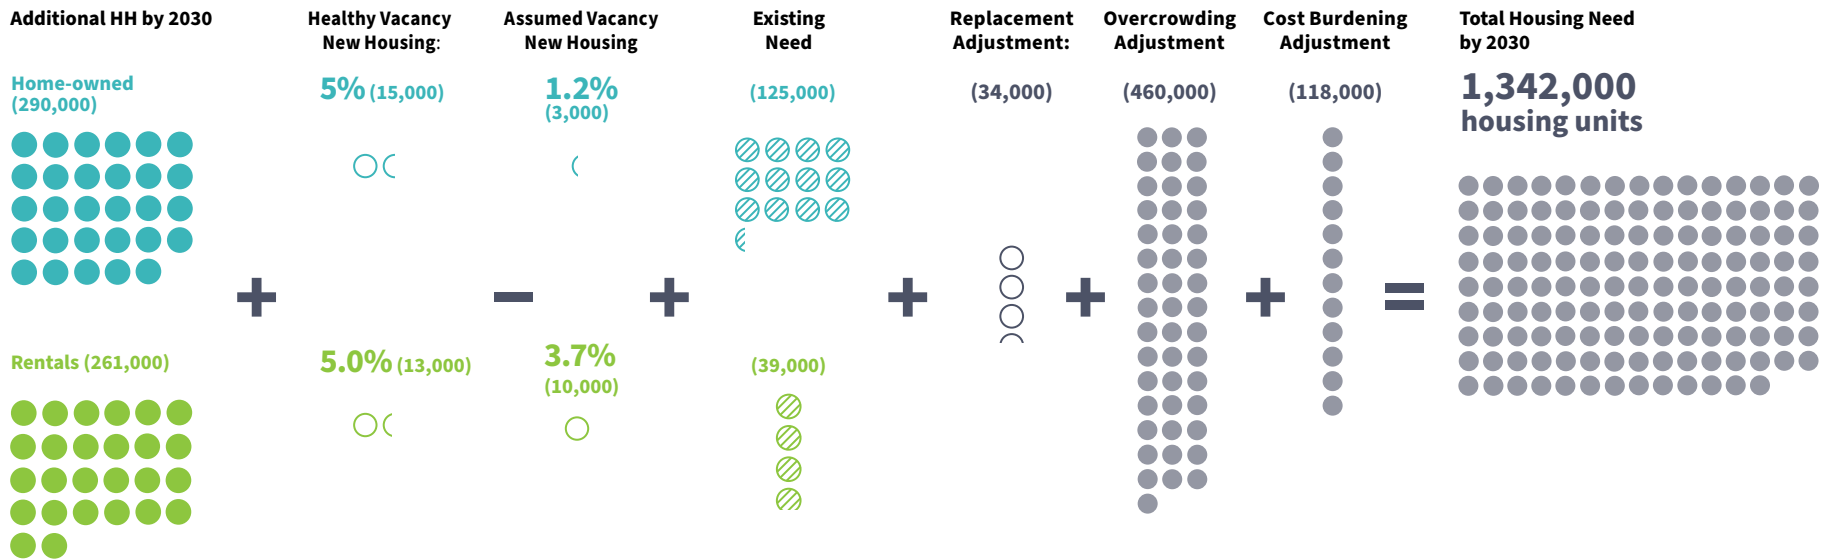 Additional HH by 2030
Healthy Vacancy
New Housing:
Assumed Vacancy
New Housing
Existing
Need
Replacement
Adjustment:
Overcrowding
Adjustment
Cost Burdening
Adjustment
Total Housing Need
by 2030
Home-owned
(290,000)
5% (15,000)
1.2%
(3,000)
(125,000)
(34,000)
(460,000)
(118,000)
1,342,000
housing units
+
−
+
+
+
+
=
Rentals (261,000)
5.0% (13,000)
3.7%
(10,000)
(39,000)